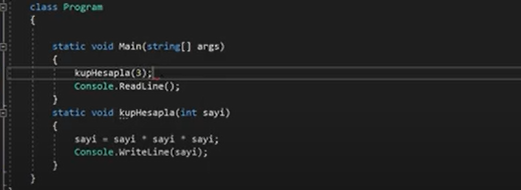 class Program
{
static void Main(string[] args)
{
kupHesapla(3);
Console.ReadLine();
}
static void kupHesapla(int sayi)
{
sayi = sayi * sayi * sayi;
Console.WriteLine(sayi);
}
}